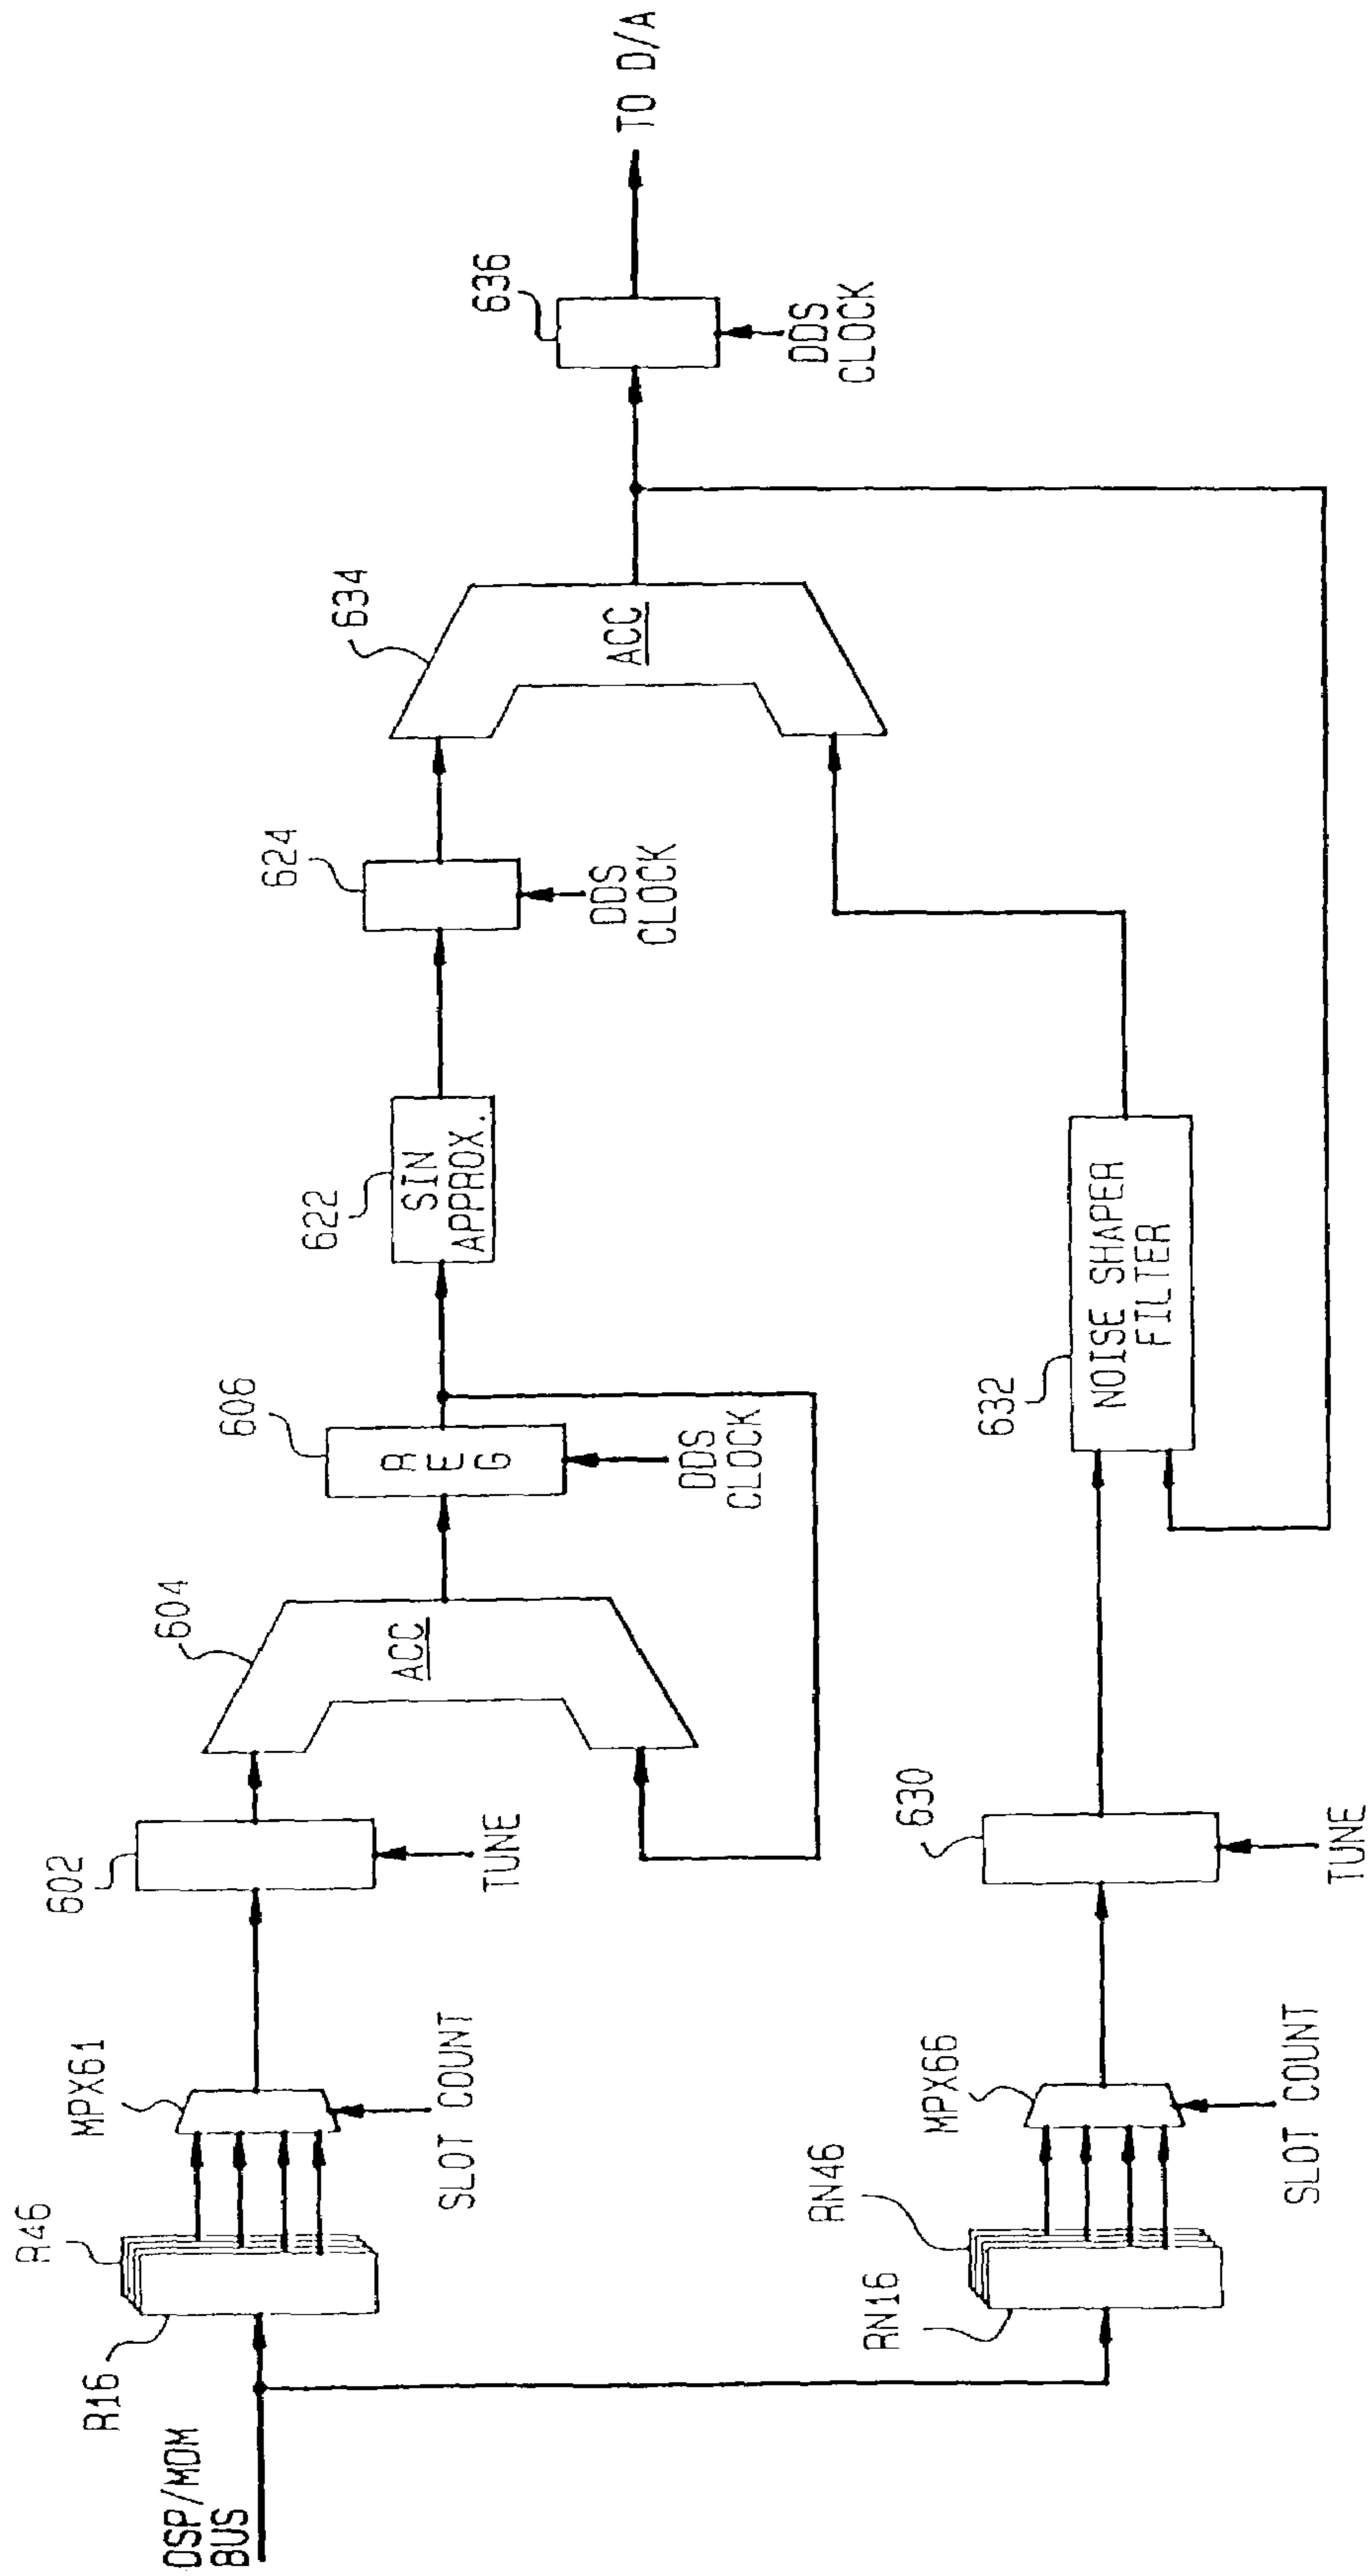 DSP/MDM
BUS
R16
R46
MPX61
SLOT COUNT
602
TUNE
604
ACC
606
REG
DDS
CLOCK
622
SIN
APPROX.
624
DDS
CLOCK
634
ACC
636
DDS
CLOCK
TO D/A
RN16
RN46
MPX66
SLOT COUNT
630
TUNE
632
NOISE SHAPER
FILTER